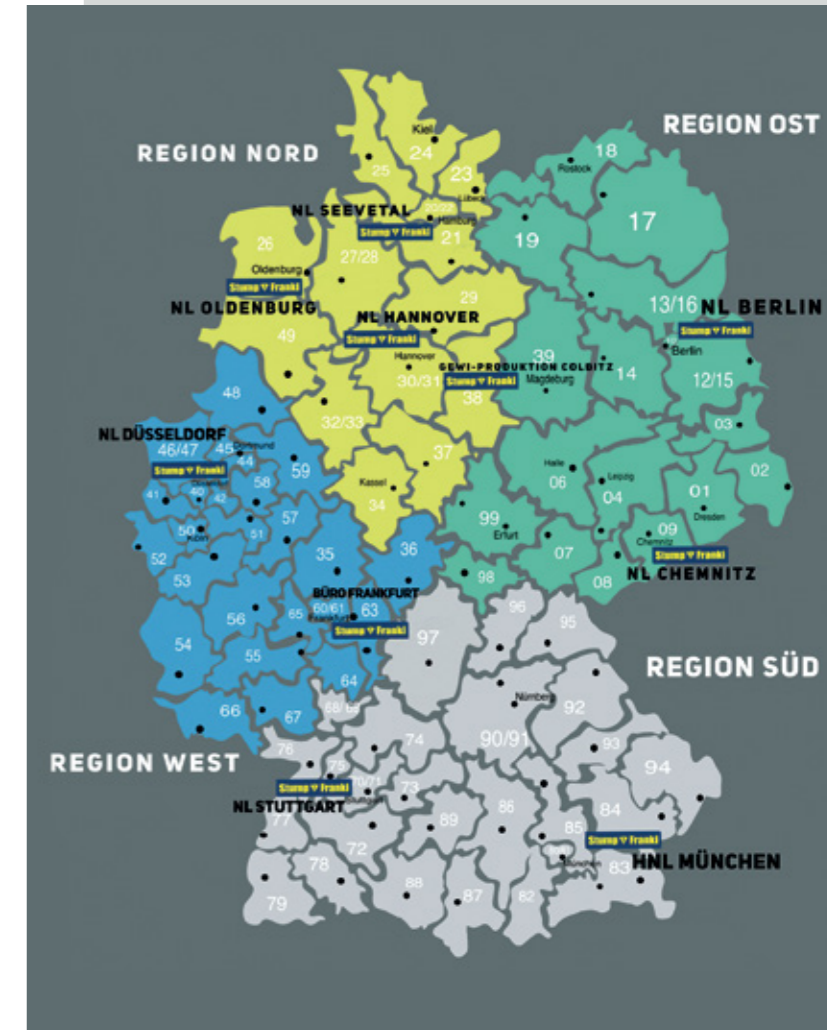 REGION OST
REGION NORD
Kiel
24
25
23
Lübeck
18
Rostock
17
19
NL SEEVETAL
Hamburg
Stump Franki
21
26
27/28
Oldenburg
Stump Franki
NL OLDENBURG
29
13/16
NL BERLIN
NL HANNOVER
Stump Franki
Stump Franki
49
Berlin
39
Hannover
GEWI-PRODUKTION COLBITZ
30/31
Stump Franki
Magdeburg
14
12/15
48
38
32/33
03
NL DÜSSELDORF
46/47
45
Dortmund
44
Stump Franki
59
37
Halle
06
Leipzig
04
02
58
Kassel
34
01
41
40
42
Dresden
57
99
Erfurt
50
Köln
51
09
Chemnitz
52
35
36
07
Stump Franki
NL CHEMNITZ
53
98
08
BÜRO FRANKFURT
56
65
60/61
63
Frankfurt
Stump Franki
96
95
97
54
55
64
REGION SÜD
66
67
68/69
Nürnberg
92
REGION WEST
76
74
90/91
93
94
75
70/71
73
Stump Franki
Stuttgart
NL STUTTGART
77
86
84
89
85
Stump Franki
72
München
HNL MÜNCHEN
78
83
88
87
82
79